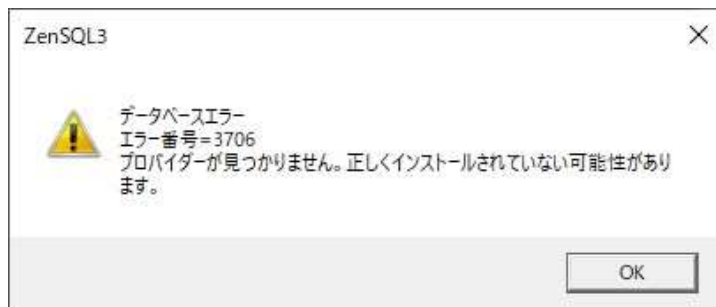 ZenSQL3
データベースエラー
エラー番号=3706
プロバイダーが見つかりません。正しくインストールされていない可能性があり
ます。
OK